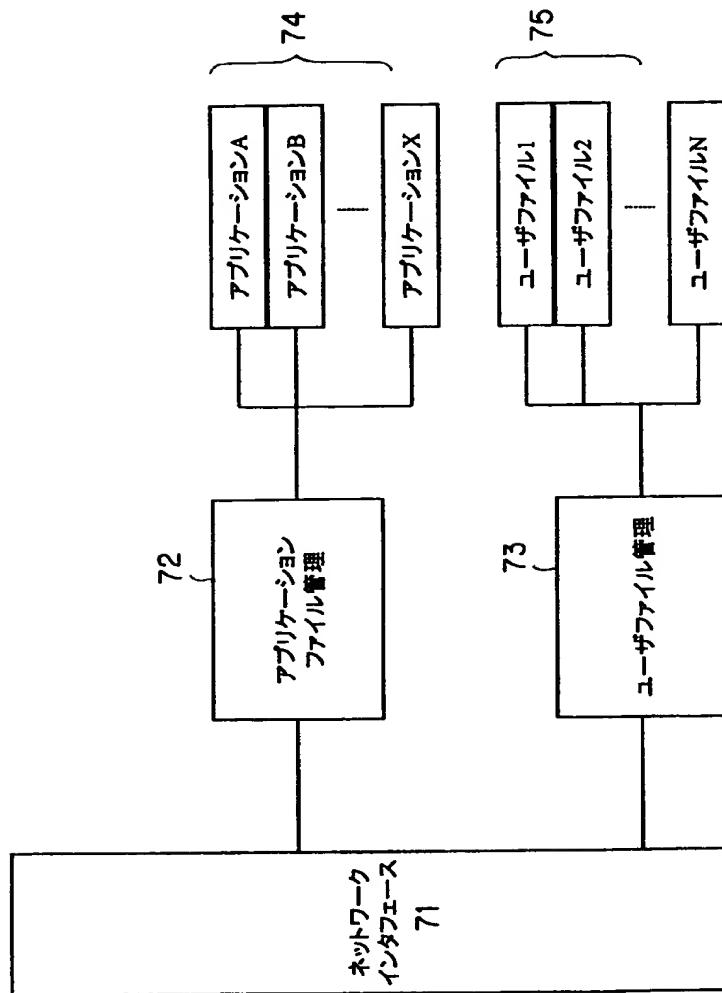 ネットワーク
インタフェース
71
72
アプリケーション
ファイル管理
73
ユーザファイル管理
アプリケーションA
アプリケーションB
アプリケーションX
74
ユーザファイル1
ユーザファイル2
ユーザファイルN
75